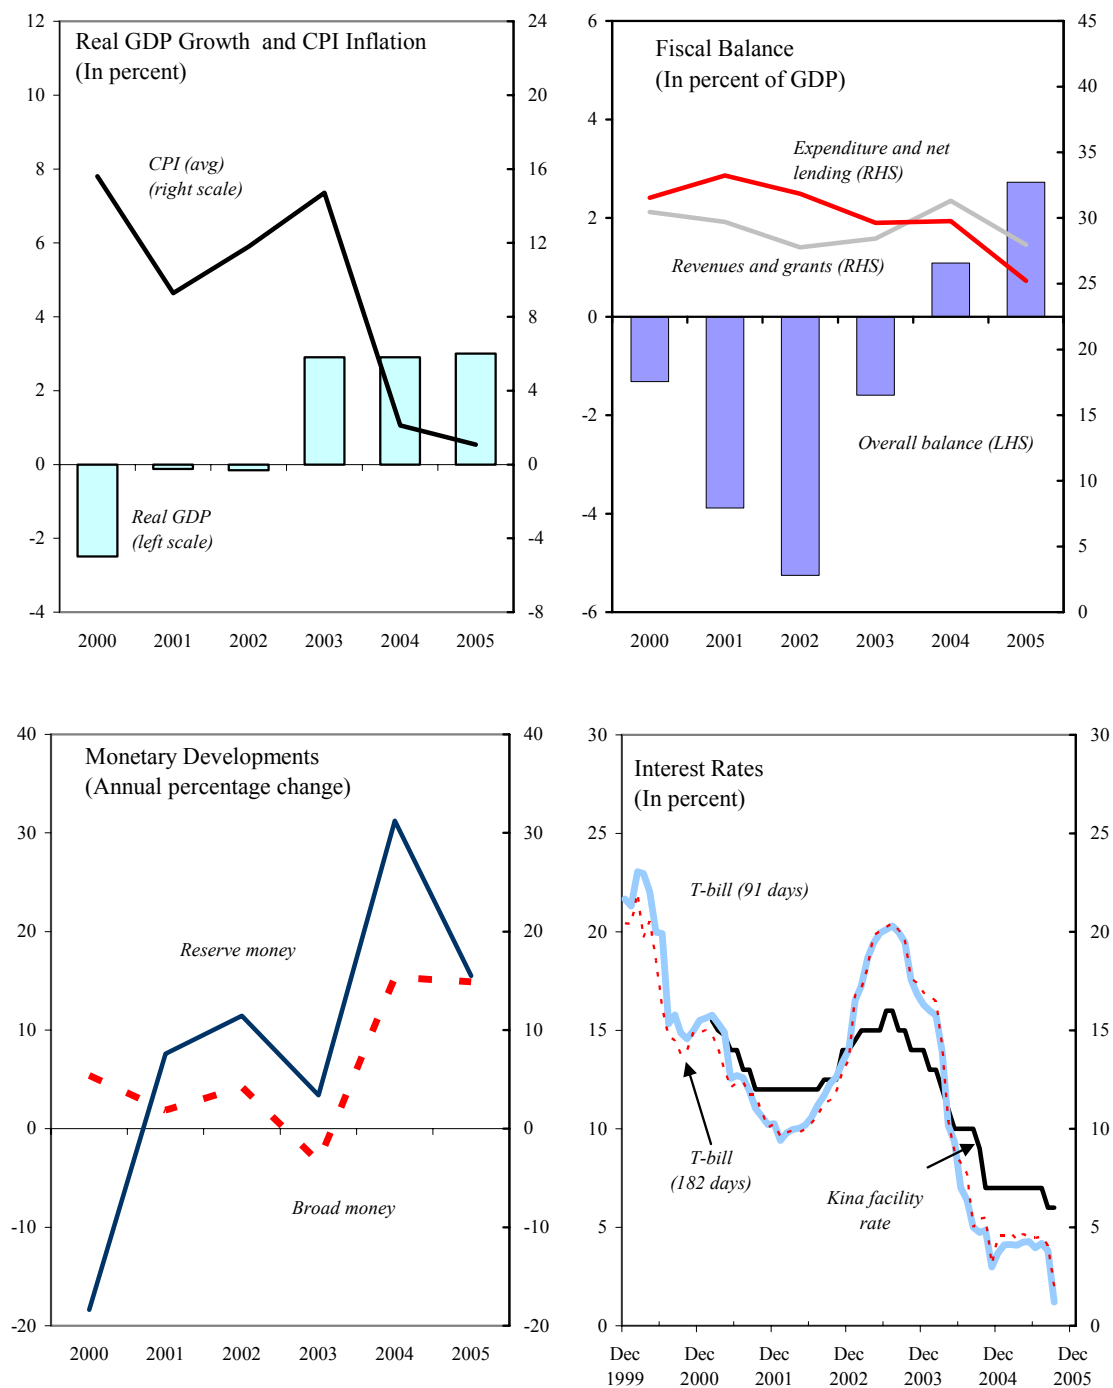 Real GDP Growth and CPI Inflation
(In percent)
12
10
8
6
4
2
0
-2
-4
24
20
16
12
8
4
0
-4
-8
CPI (avg)
(right scale)
Real GDP
(left scale)
2000 2001 2002 2003 2004 2005
Fiscal Balance
(In percent of GDP)
6
4
2
0
-2
-4
-6
45
40
35
30
25
20
15
10
5
0
Expenditure and net
lending (RHS)
Revenues and grants (RHS)
Overall balance (LHS)
2000 2001 2002 2003 2004 2005
Monetary Developments
(Annual percentage change)
40
30
20
10
0
-10
-20
40
30
20
10
0
-10
-20
Reserve money
Broad money
2000 2001 2002 2003 2004 2005
Interest Rates
(In percent)
30
25
20
15
10
5
0
30
25
20
15
10
5
0
T-bill (91 days)
T-bill
(182 days)
Kina facility
rate
Dec Dec Dec Dec Dec Dec Dec
1999 2000 2001 2002 2003 2004 2005